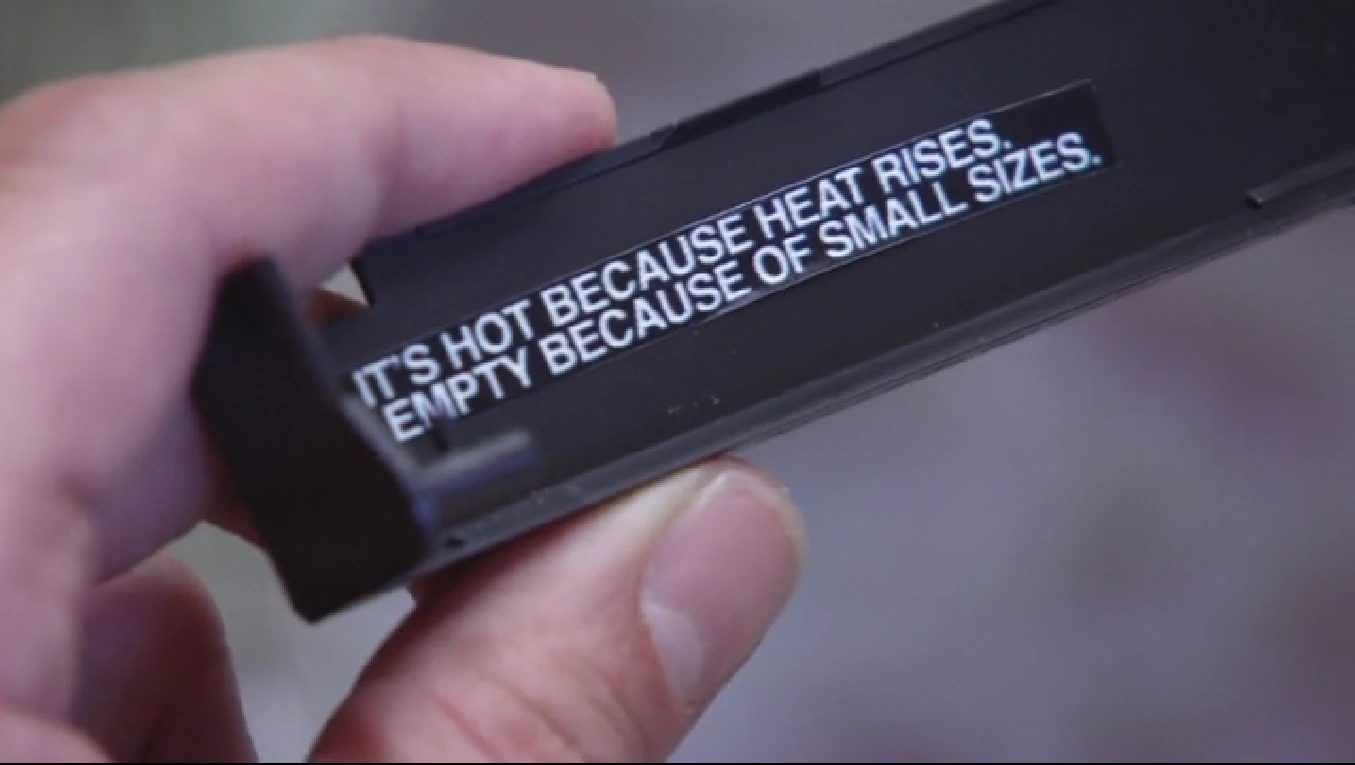 IT'S HOT BECAUSE HEAT RISES.
EMPTY BECAUSE OF SMALL SIZES.